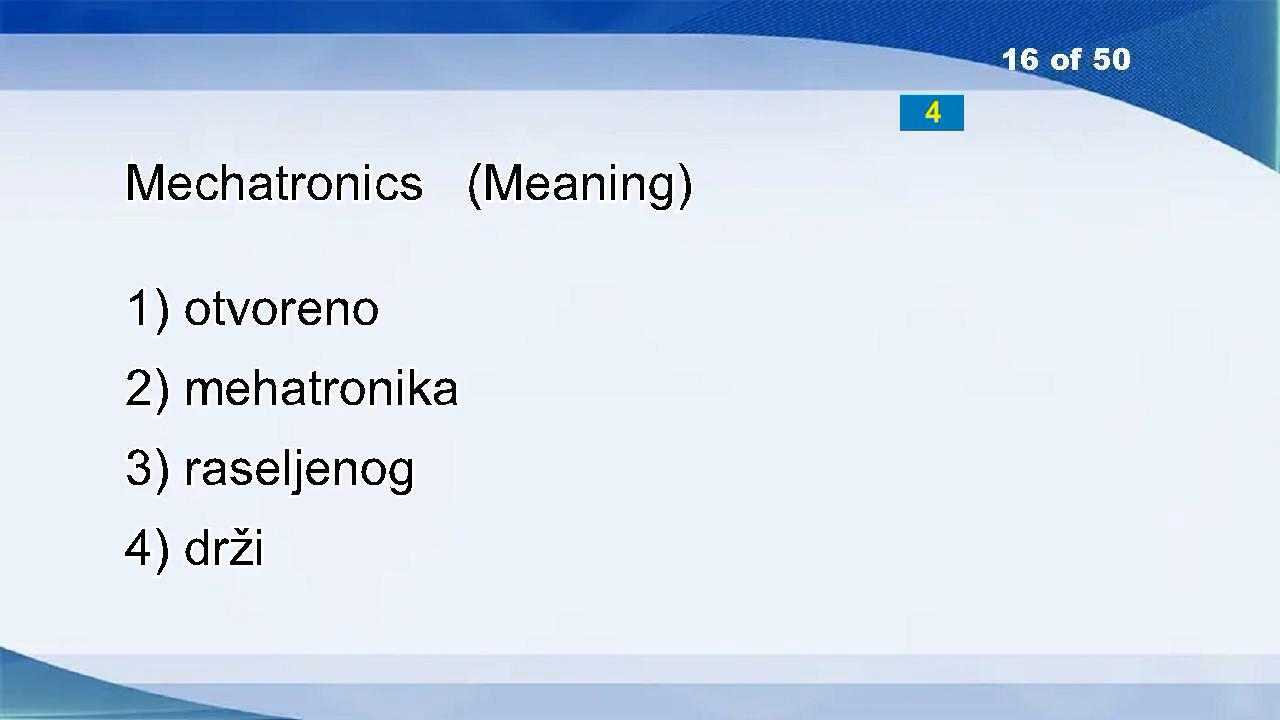 16 of 50
4
Mechatronics (Meaning)
1) otvoreno
2) mehatronika
3) raseljenog
4) drži